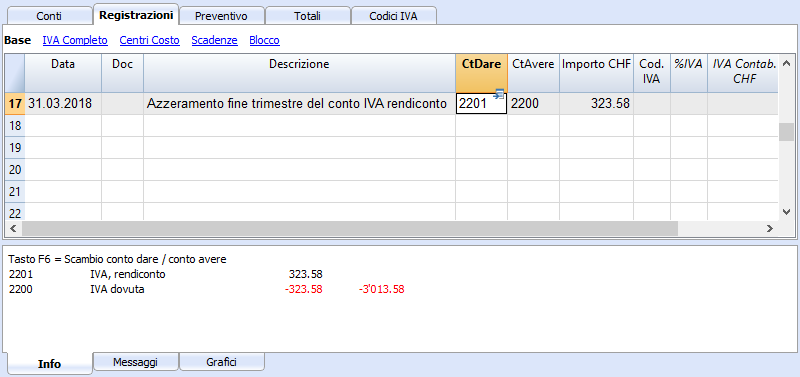 Conti Registrazioni Preventivo Totali Codici IVA
Base IVA Completo Centri Costo Scadenze Blocco
Data Doc Descrizione CtDare CtAvere Importo CHF Cod. IVA %IVA IVA Contab. CHF
17 31.03.2018 Azzeramento fine trimestre del conto IVA rendiconto 2201 2200 323.58
18
19
20
21
22
Tasto F6 = Scambio conto dare / conto avere
2201 IVA, rendiconto 323.58
2200 IVA dovuta -323.58 -3'013.58
Info Messaggi Grafici